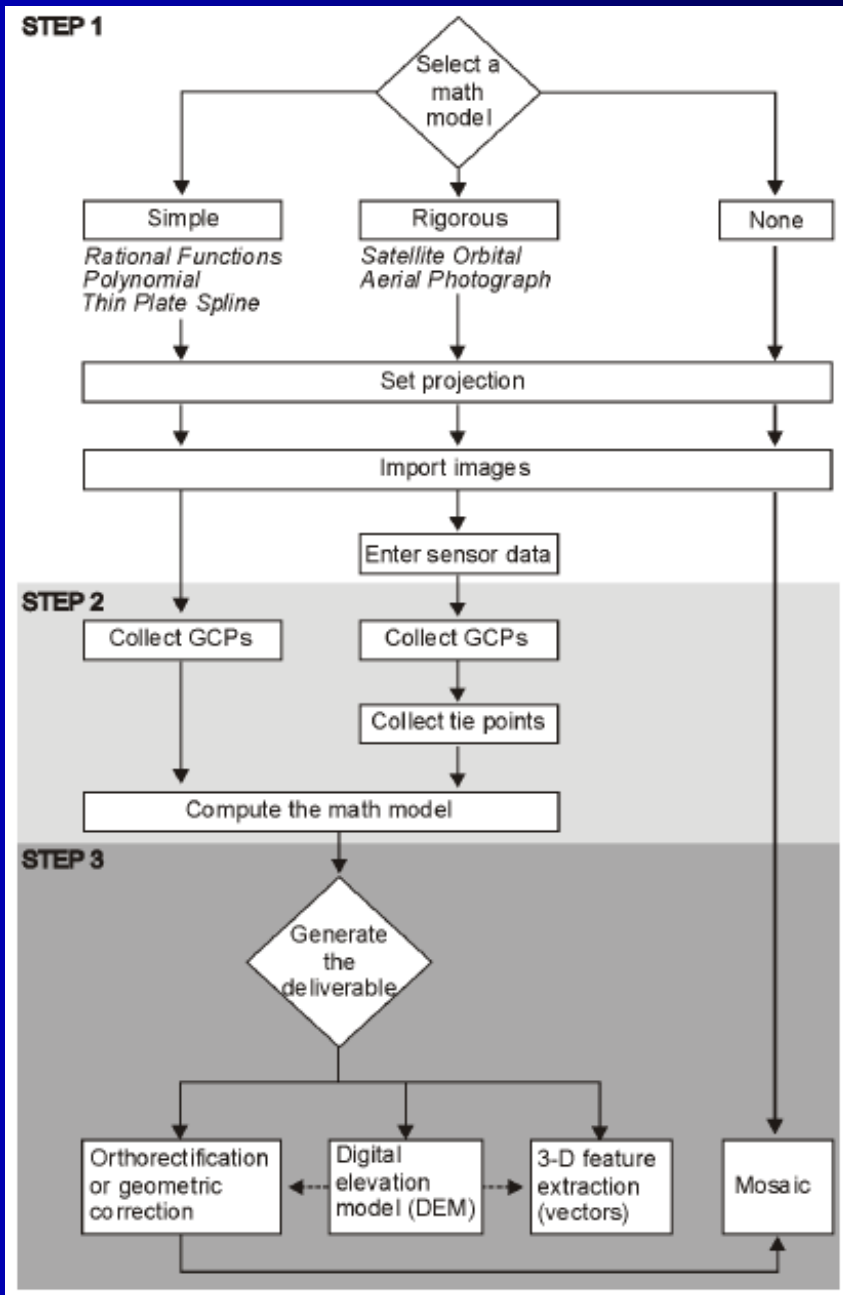 STEP 1
Select a
math
model
Simple
Rigorous
None
Rational Functions
Polynomial
Thin Plate Spline
Satellite Orbital
Aerial Photograph
Set projection
Import images
Enter sensor data
STEP 2
Collect GCPs
Collect GCPs
Collect tie points
Compute the math model
STEP 3
Generate
the
deliverable
Orthorectification
or geometric
correction
Digital
elevation
model (DEM)
3-D feature
extraction
(vectors)
Mosaic